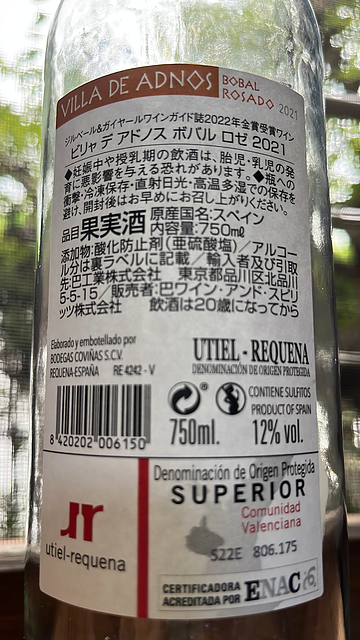 VILLA DE ADNOS BOBAL ROSADO 2021
ジルベール&ガイヤールワインガイド誌2022年金賞受賞ワイン
ビリャ デ アドノス ボバル ロゼ 2021
◆妊娠中や授乳期の飲酒は、胎児・乳児の発
育に悪影響を与える恐れがあります。◆瓶への
衝撃・冷凍保存・直射日光・高温多湿での保存を
避け、開封後はお早めにお召し上がりください。
品目 果実酒 原産国名:スペイン
内容量:750mℓ
添加物:酸化防止剤(亜硫酸塩)/アルコー
ル分は裏ラベルに記載/輸入者及び引取
先:巴工業株式会社 東京都品川区北品川
5-5-15/販売者:巴ワイン・アンド・スピリ
ッツ株式会社 飲酒は20歳になってから
Elaborado y embotellado por
BODEGAS COVIÑAS S.C.V.
REQUENA-ESPAÑA RE 4242 - V
UTIEL - REQUENA
DENOMINACIÓN DE ORIGEN PROTEGIDA
8 420202 006150
CONTIENE SULFITOS
PRODUCT OF SPAIN
750ml. 12% vol.
utiel-requena
Denominación de Origen Protegida
SUPERIOR
Comunidad
Valenciana
522E 806.175
CERTIFICADORA
ACREDITADA POR ENAC